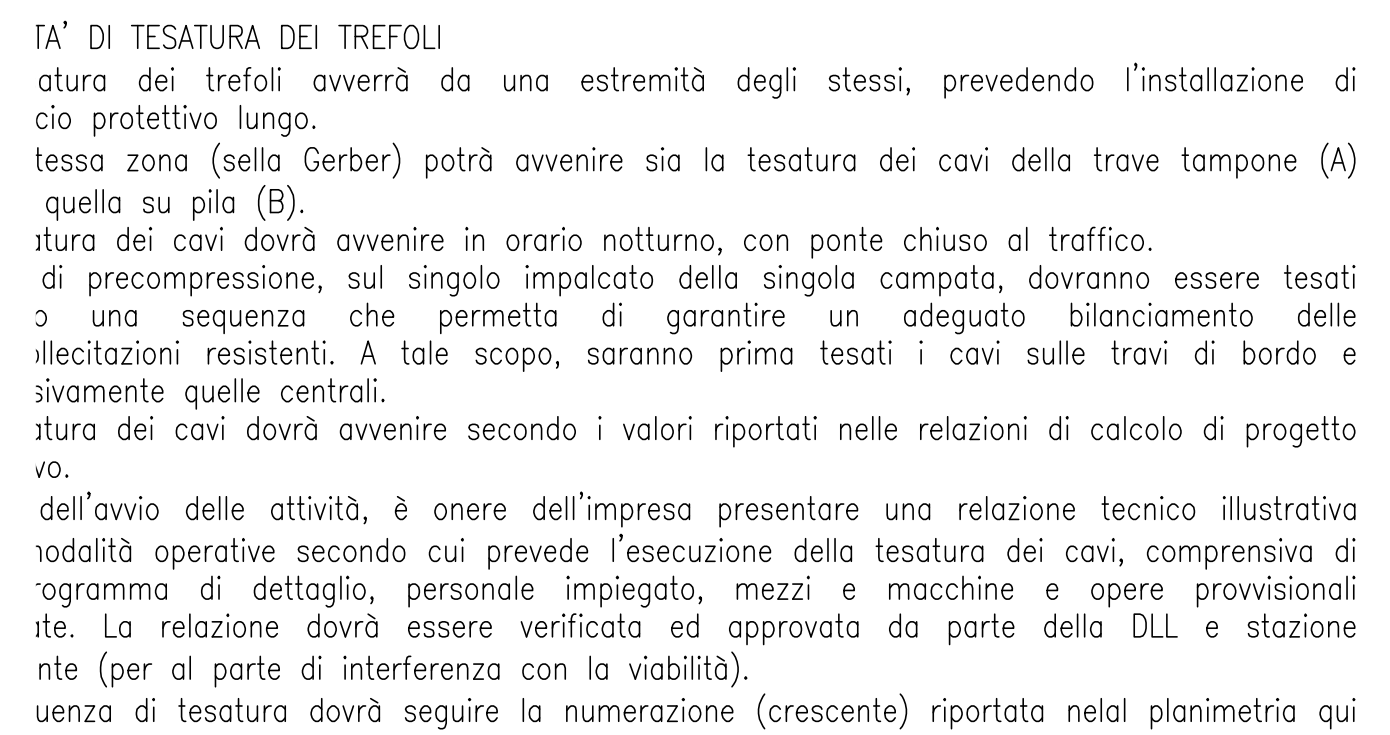 TA' DI TESATURA DEI TREFOLI
atura dei trefoli avverrà da una estremità degli stessi, prevedendo l'installazione di
cio protettivo lungo.
tessa zona (sella Gerber) potrà avvenire sia la tesatura dei cavi della trave tampone (A)
quella su pila (B).
atura dei cavi dovrà avvenire in orario notturno, con ponte chiuso al traffico.
di precompressione, sul singolo impalcato della singola campata, dovranno essere tesati
o una sequenza che permetta di garantire un adeguato bilanciamento delle
ollecitazioni resistenti. A tale scopo, saranno prima tesati i cavi sulle travi di bordo e
sivamente quelle centrali.
atura dei cavi dovrà avvenire secondo i valori riportati nelle relazioni di calcolo di progetto
vo.
dell'avvio delle attività, è onere dell'impresa presentare una relazione tecnico illustrativa
modalità operative secondo cui prevede l'esecuzione della tesatura dei cavi, comprensiva di
rogramma di dettaglio, personale impiegato, mezzi e macchine e opere provvisionali
ate. La relazione dovrà essere verificata ed approvata da parte della DLL e stazione
nte (per al parte di interferenza con la viabilità).
uenza di tesatura dovrà seguire la numerazione (crescente) riportata nelal planimetria qui